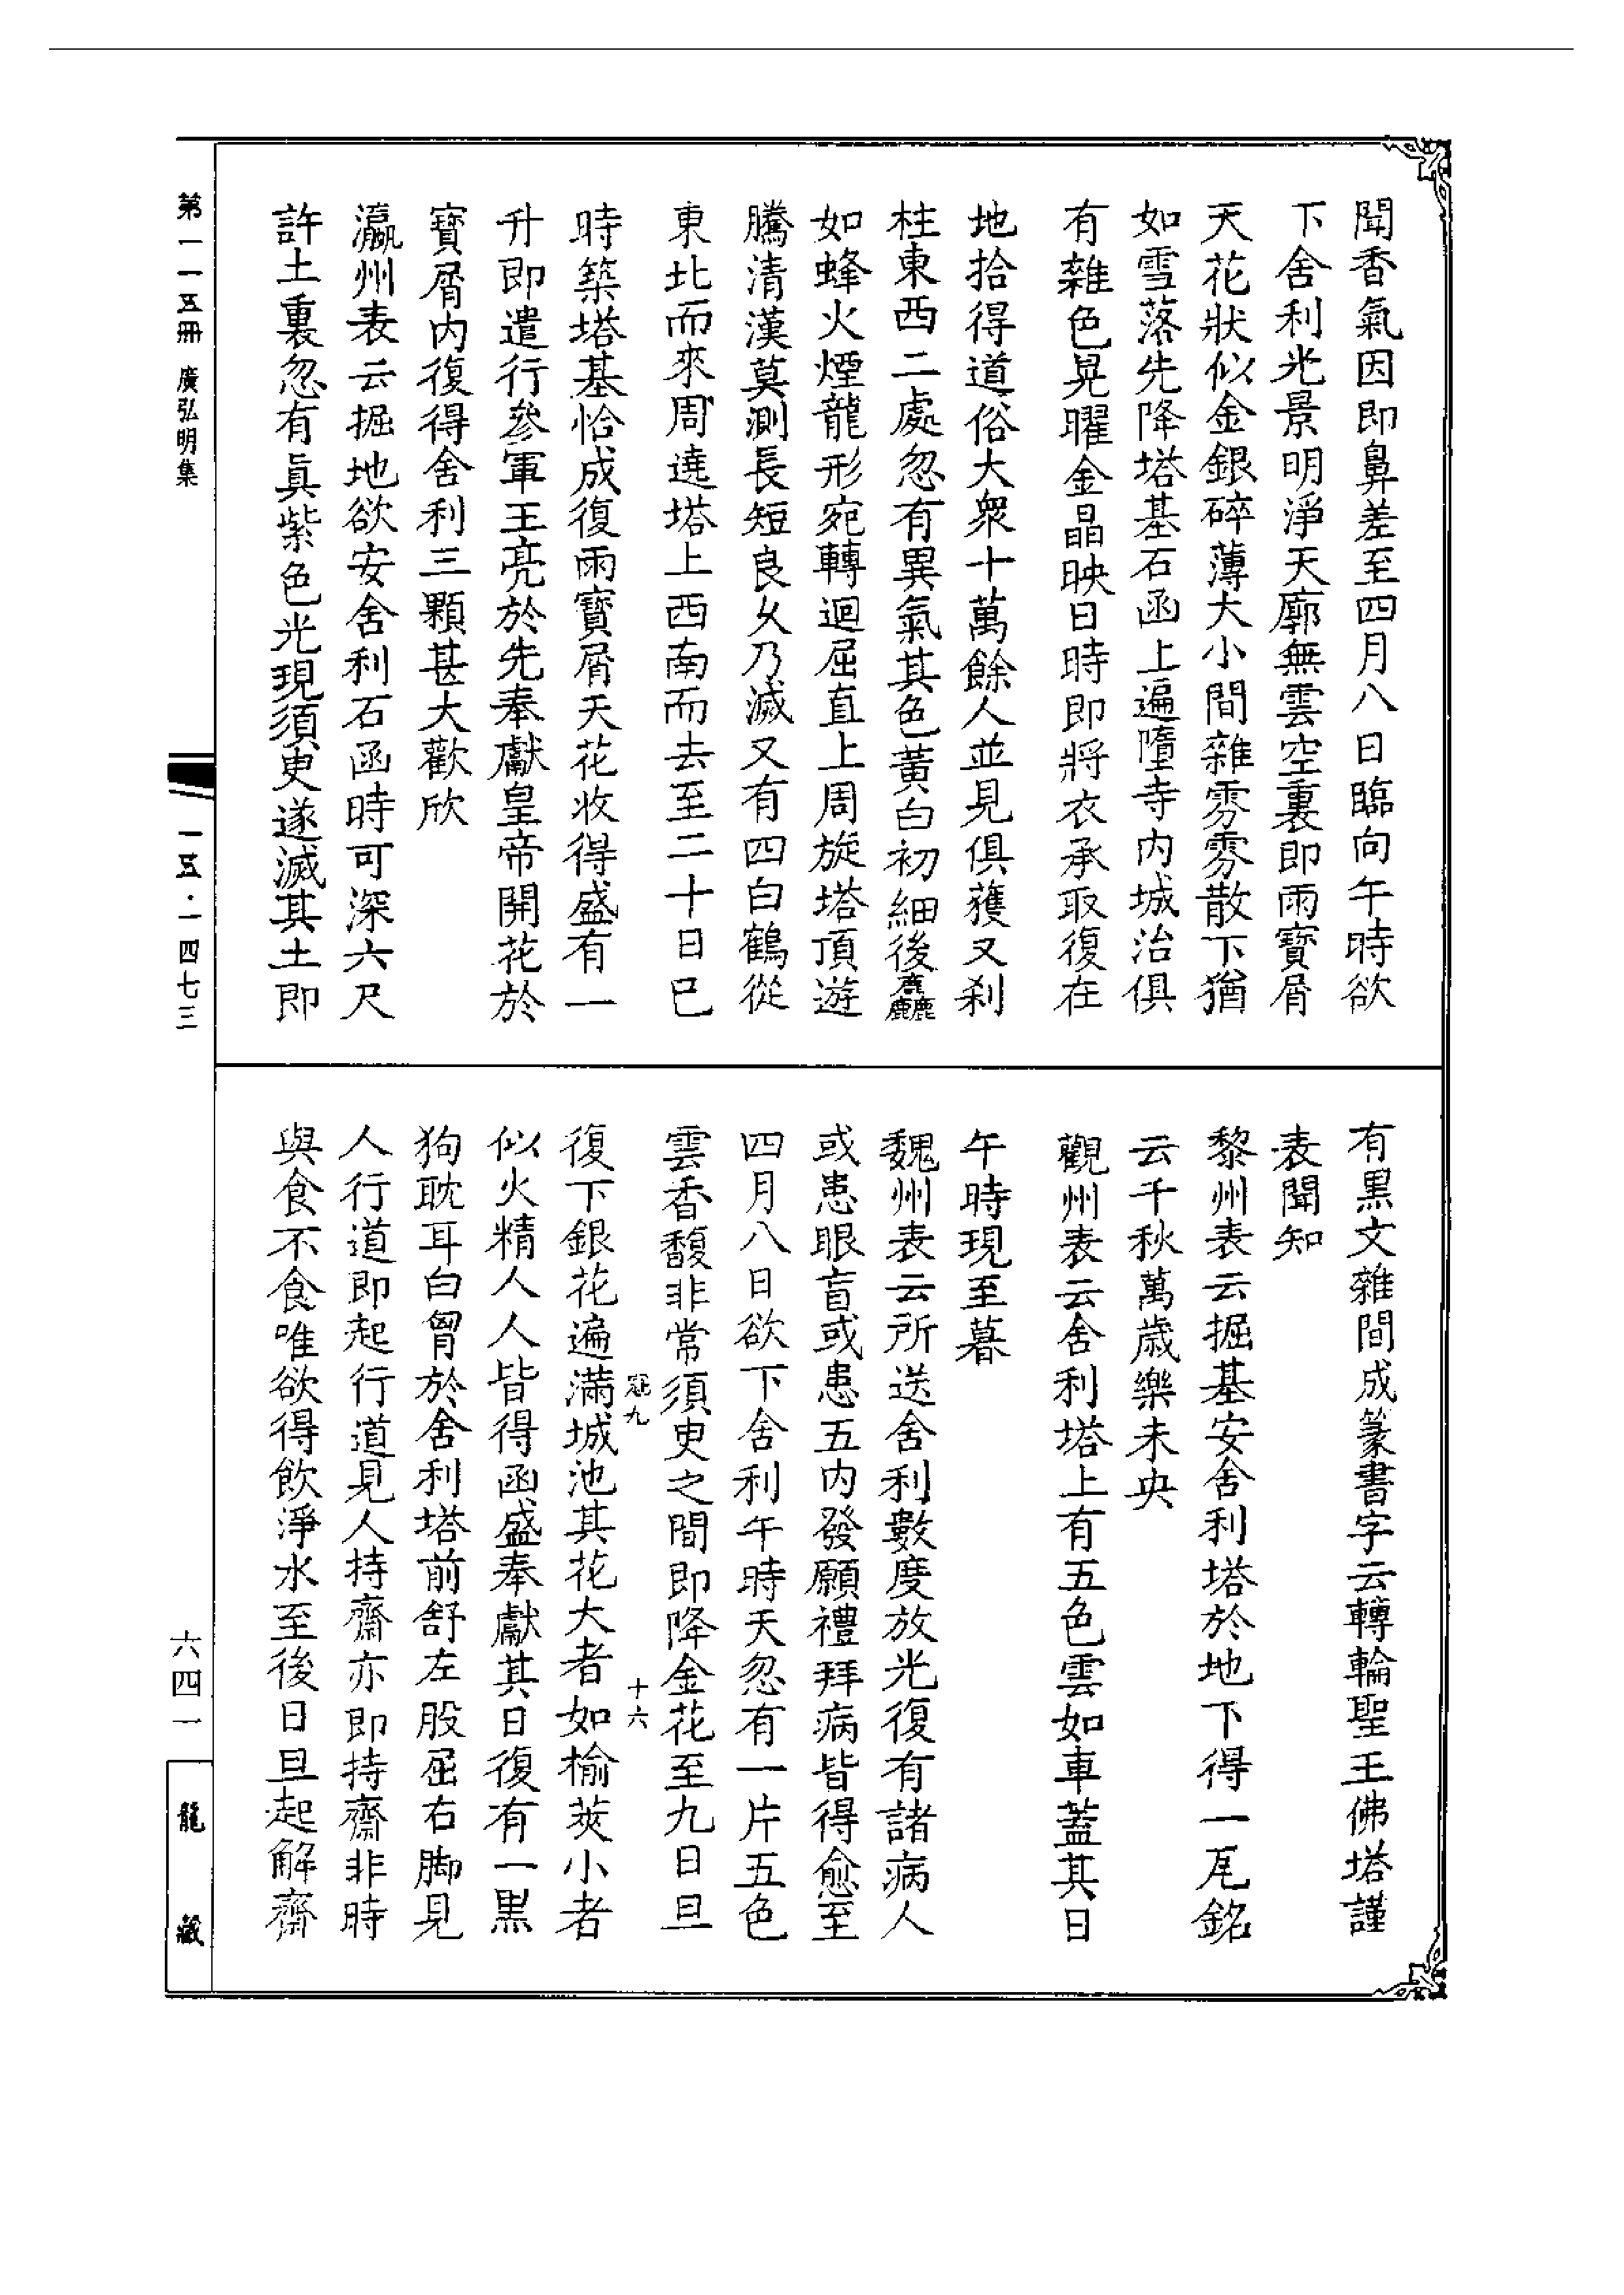 聞香氣因即鼻差至四月八日臨向午時欲
下舍利光景明淨天廓無雲空裏即雨寶屑
天花狀似金銀碎薄大小間雜雰雰散下猶
如雪落先降塔基石函上遍墮寺内城治俱
有雜色晃曜金晶映日時即將衣承取復在
地拾得道俗大衆十萬餘人並見俱獲又刹
柱東西二處忽有異氣其色黃白初細後麤
如蜂火煙龍形宛轉迴屈直上周旋塔頂遊
騰清漢莫測長短良久乃滅又有四白鶴從
東北而來周遶塔上西南而去至二十日巳
時築塔基恰成復雨寶屑天花收得盛有一
升即遣行參軍王亮於先奉獻皇帝開花於
寶屑内復得舍利三顆甚大歡欣
瀛州表云掘地欲安舍利石函時可深六尺
許土裏忽有真紫色光現須臾遂滅其土即
有黑文雜間成篆書字云轉輪聖王佛塔謹
表聞知
黎州表云掘基安舍利塔於地下得一瓦銘
云千秋萬歲樂未央
觀州表云舍利塔上有五色雲如車蓋其日
午時現至暮
魏州表云所送舍利數度放光復有諸病人
或患眼盲或患五内發願禮拜病皆得愈至
四月八日欲下舍利午時天忽有一片五色
雲香馥非常須臾之間即降金花至九日旦
冦九 十六
復下銀花遍滿城池其花大者如榆莢小者
似火精人人皆得函盛奉獻其日復有一黑
狗耽耳白胷於舍利塔前舒左股屈右脚見
人行道即起行道見人持齋亦即持齋非時
與食不食唯欲得飲淨水至後日旦起解齋
第一一五冊 廣弘明集
一五·一四七三
六四一
龍藏